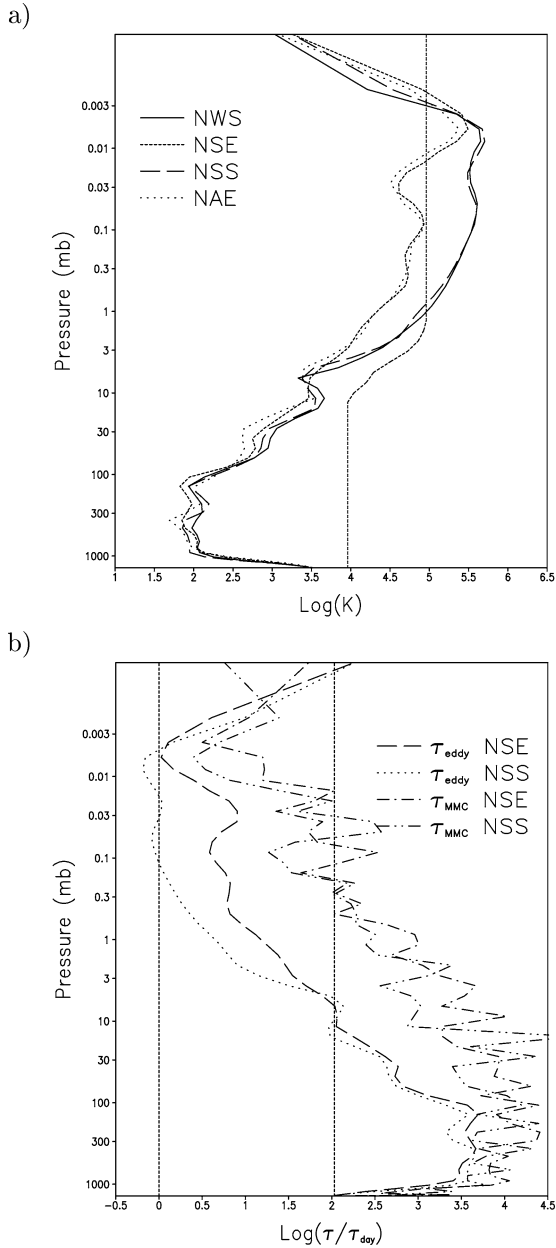 a)
0.003
0.01
0.03
0.1
0.3
1
3
10
30
100
300
1000
Pressure (mb)
NWS
NSE
NSS
NAE
1 1.5 2 2.5 3 3.5 4 4.5 5 5.5 6 6.5
Log(K)
b)
0.003
0.01
0.03
0.1
0.3
1
3
10
30
100
300
1000
Pressure (mb)
τeddy NSE
τeddy NSS
τMMC NSE
τMMC NSS
-0.5 0 0.5 1 1.5 2 2.5 3 3.5 4 4.5
Log(τ/τday)